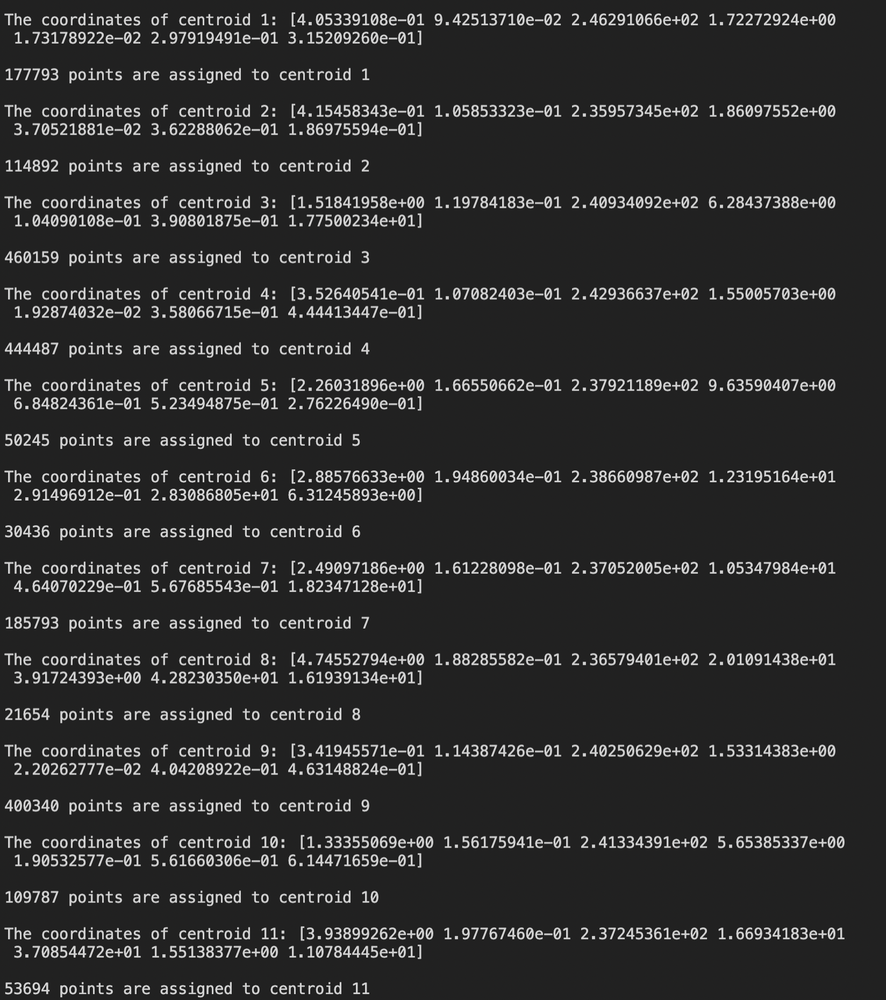 The coordinates of centroid 1: [4.05339108e-01 9.42513710e-02 2.46291066e+02 1.72272924e+00
1.73178922e-02 2.97919491e-01 3.15209260e-01]
177793 points are assigned to centroid 1
The coordinates of centroid 2: [4.15458343e-01 1.05853323e-01 2.35957345e+02 1.86097552e+00
3.70521881e-02 3.62288062e-01 1.86975594e-01]
114892 points are assigned to centroid 2
The coordinates of centroid 3: [1.51841958e+00 1.19784183e-01 2.40934092e+02 6.28437388e+00
1.04090108e-01 3.90801875e-01 1.77500234e+01]
460159 points are assigned to centroid 3
The coordinates of centroid 4: [3.52640541e-01 1.07082403e-01 2.42936637e+02 1.55005703e+00
1.92874032e-02 3.58066715e-01 4.44413447e-01]
444487 points are assigned to centroid 4
The coordinates of centroid 5: [2.26031896e+00 1.66550662e-01 2.37921189e+02 9.63590407e+00
6.84824361e-01 5.23494875e-01 2.76226490e-01]
50245 points are assigned to centroid 5
The coordinates of centroid 6: [2.88576633e+00 1.94860034e-01 2.38660987e+02 1.23195164e+01
2.91496912e-01 2.83086805e+01 6.31245893e+00]
30436 points are assigned to centroid 6
The coordinates of centroid 7: [2.49097186e+00 1.61228098e-01 2.37052005e+02 1.05347984e+01
4.64070229e-01 5.67685543e-01 1.82347128e+01]
185793 points are assigned to centroid 7
The coordinates of centroid 8: [4.74552794e+00 1.88285582e-01 2.36579401e+02 2.01091438e+01
3.91724393e+00 4.28230350e+01 1.61939134e+01]
21654 points are assigned to centroid 8
The coordinates of centroid 9: [3.41945571e-01 1.14387426e-01 2.40250629e+02 1.53314383e+00
2.20262777e-02 4.04208922e-01 4.63148824e-01]
400340 points are assigned to centroid 9
The coordinates of centroid 10: [1.33355069e+00 1.56175941e-01 2.41334391e+02 5.65385337e+00
1.90532577e-01 5.61660306e-01 6.14471659e-01]
109787 points are assigned to centroid 10
The coordinates of centroid 11: [3.93899262e+00 1.97767460e-01 2.37245361e+02 1.66934183e+01
3.70854472e+01 1.55138377e+00 1.10784445e+01]
53694 points are assigned to centroid 11